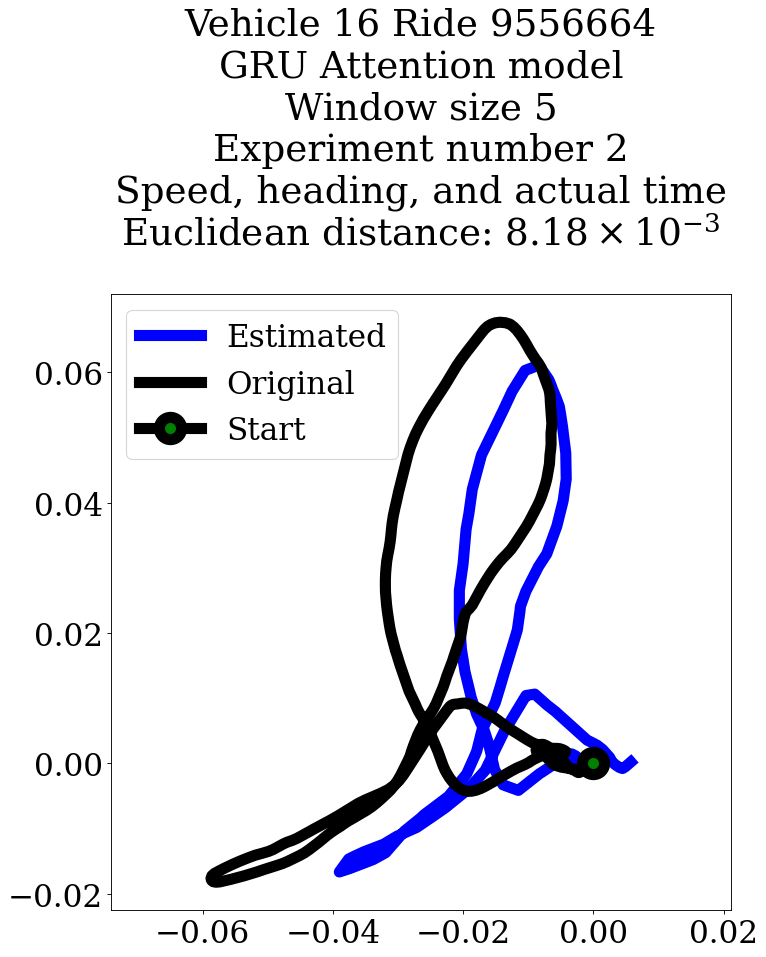 Vehicle 16 Ride 9556664
GRU Attention model
Window size 5
Experiment number 2
Speed, heading, and actual time
Euclidean distance: 8.18 × 10⁻³
Estimated
Original
Start
0.06
0.04
0.02
0.00
−0.02
−0.06 −0.04 −0.02 0.00 0.02